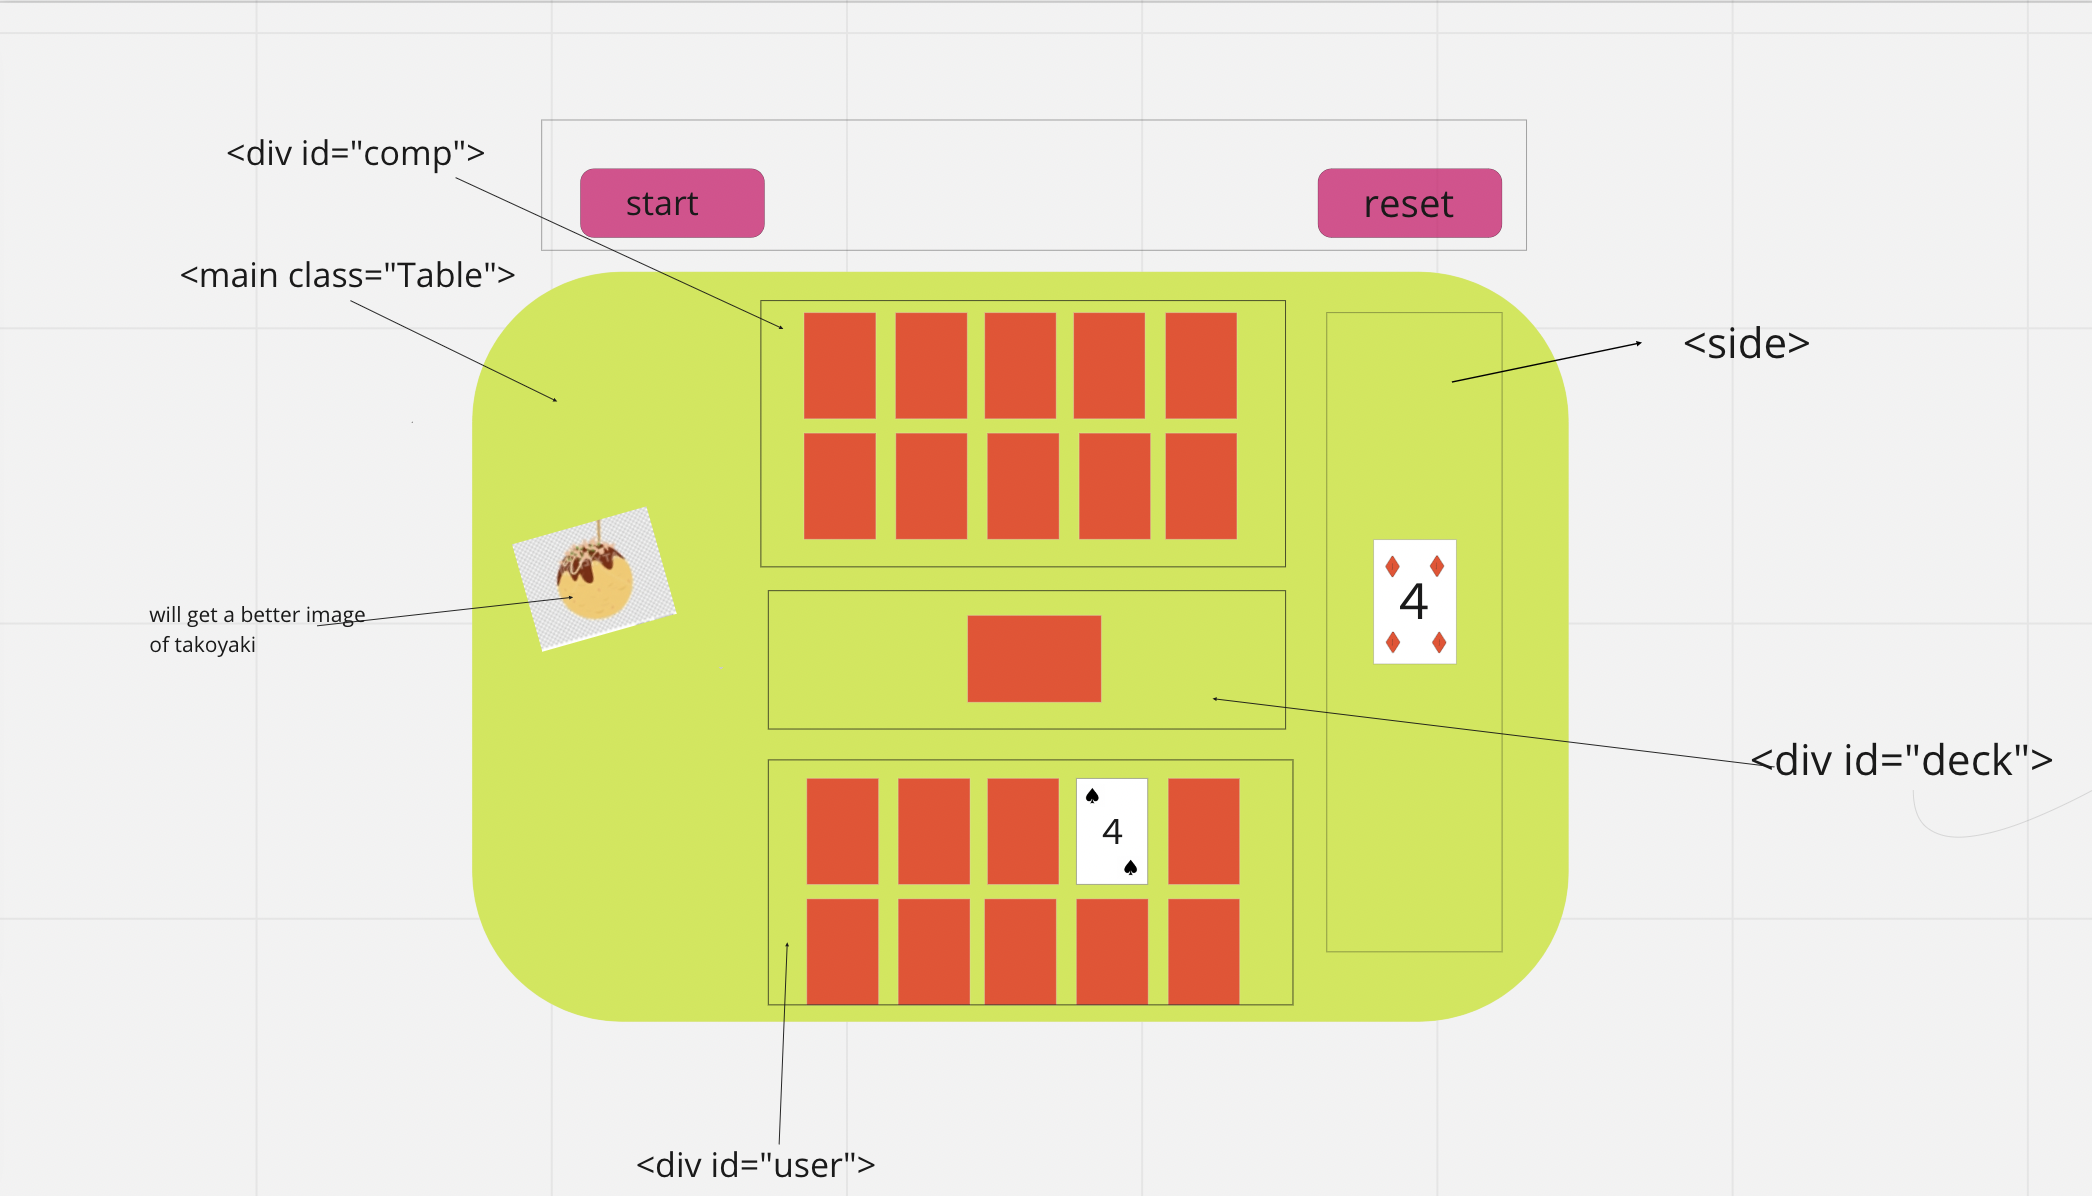 <div id="comp">
start
reset
<main class="Table">
<side>
4
will get a better image
of takoyaki
<div id="deck">
4
<div id="user">